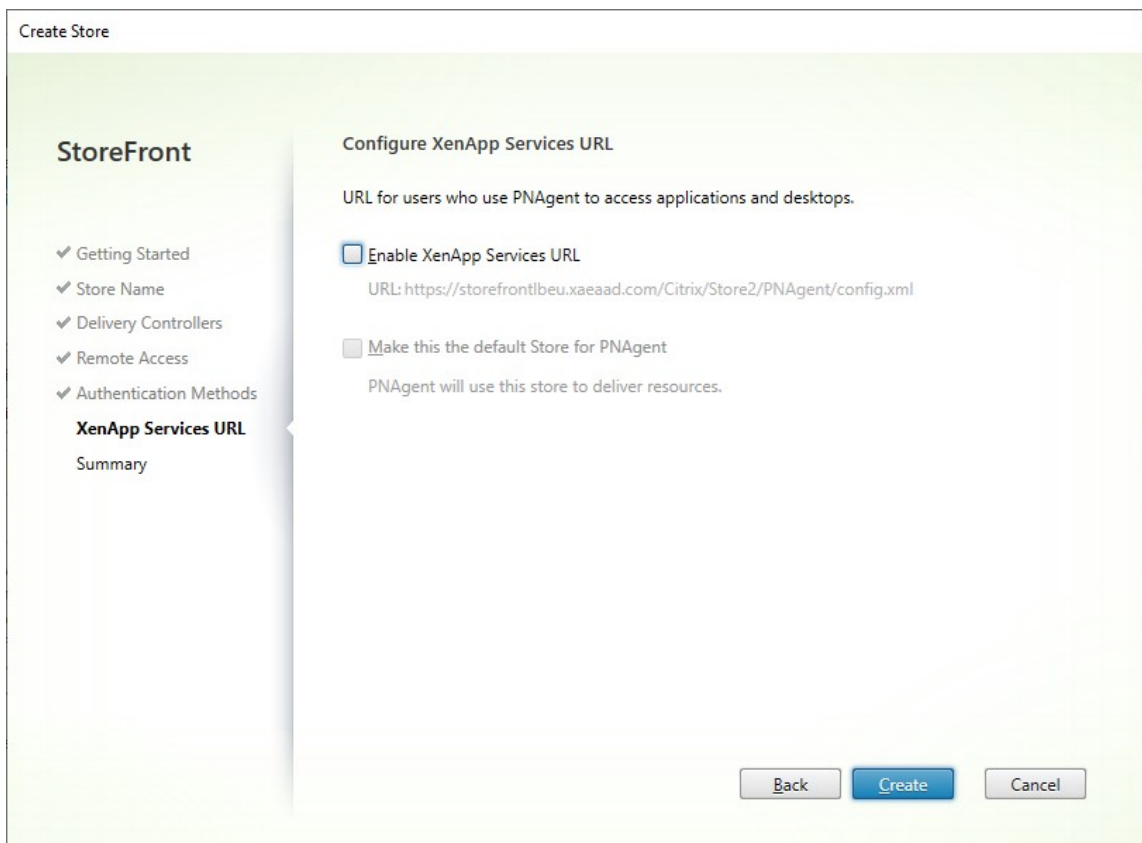 Create Store
StoreFront
✔ Getting Started
✔ Store Name
✔ Delivery Controllers
✔ Remote Access
✔ Authentication Methods
XenApp Services URL
Summary
Configure XenApp Services URL
URL for users who use PNAgent to access applications and desktops.
Enable XenApp Services URL
URL: https://storefrontlbeu.xaeaad.com/Citrix/Store2/PNAgent/config.xml
Make this the default Store for PNAgent
PNAgent will use this store to deliver resources.
Back
Create
Cancel